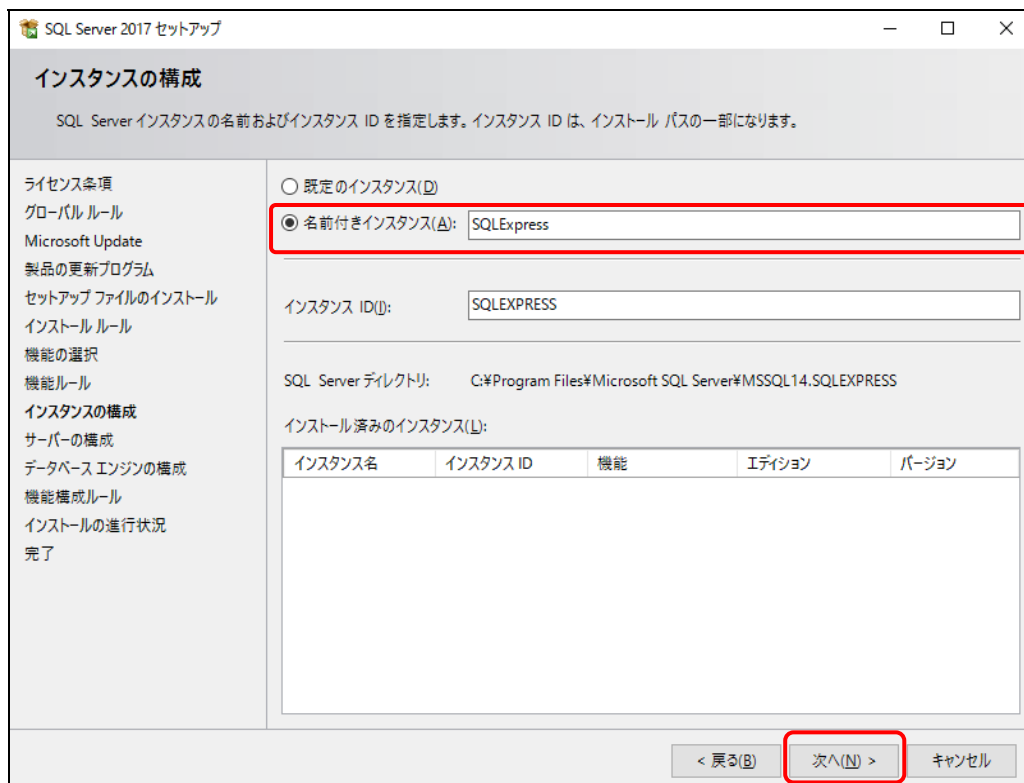 SQL Server 2017 セットアップ
インスタンスの構成
SQL Server インスタンスの名前およびインスタンス ID を指定します。インスタンス ID は、インストール パスの一部になります。
ライセンス条項
グローバル ルール
Microsoft Update
製品の更新プログラム
セットアップ ファイルのインストール
インストール ルール
機能の選択
機能ルール
インスタンスの構成
サーバーの構成
データベース エンジンの構成
機能構成ルール
インストールの進行状況
完了
既定のインスタンス(D)
名前付きインスタンス(A): SQLExpress
インスタンス ID(I): SQLEXPRESS
SQL Server ディレクトリ: C:¥Program Files¥Microsoft SQL Server¥MSSQL14.SQLEXPRESS
インストール済みのインスタンス(L):
インスタンス名 インスタンス ID 機能 エディション バージョン
< 戻る(B) 次へ(N) > キャンセル